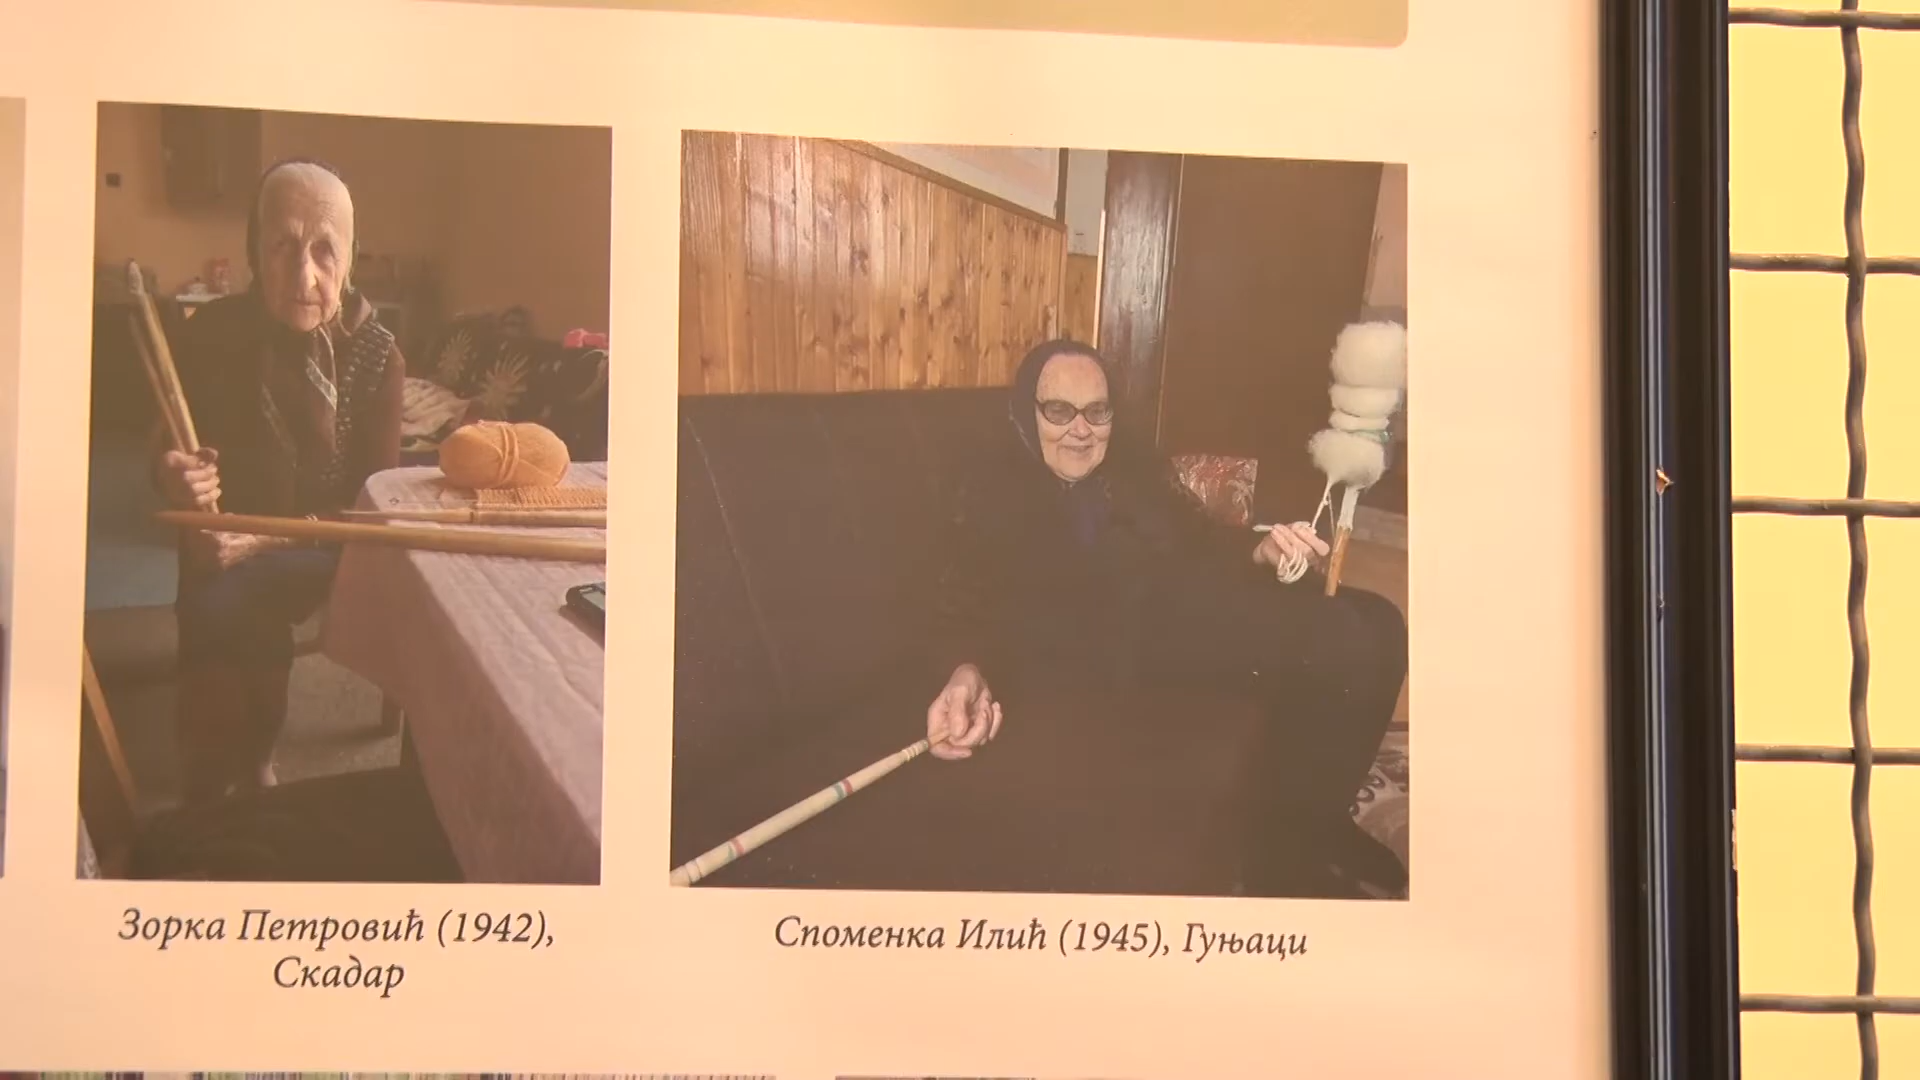 Зорка Петровић (1942),
Скадар
Споменка Илић (1945), Гуњаци